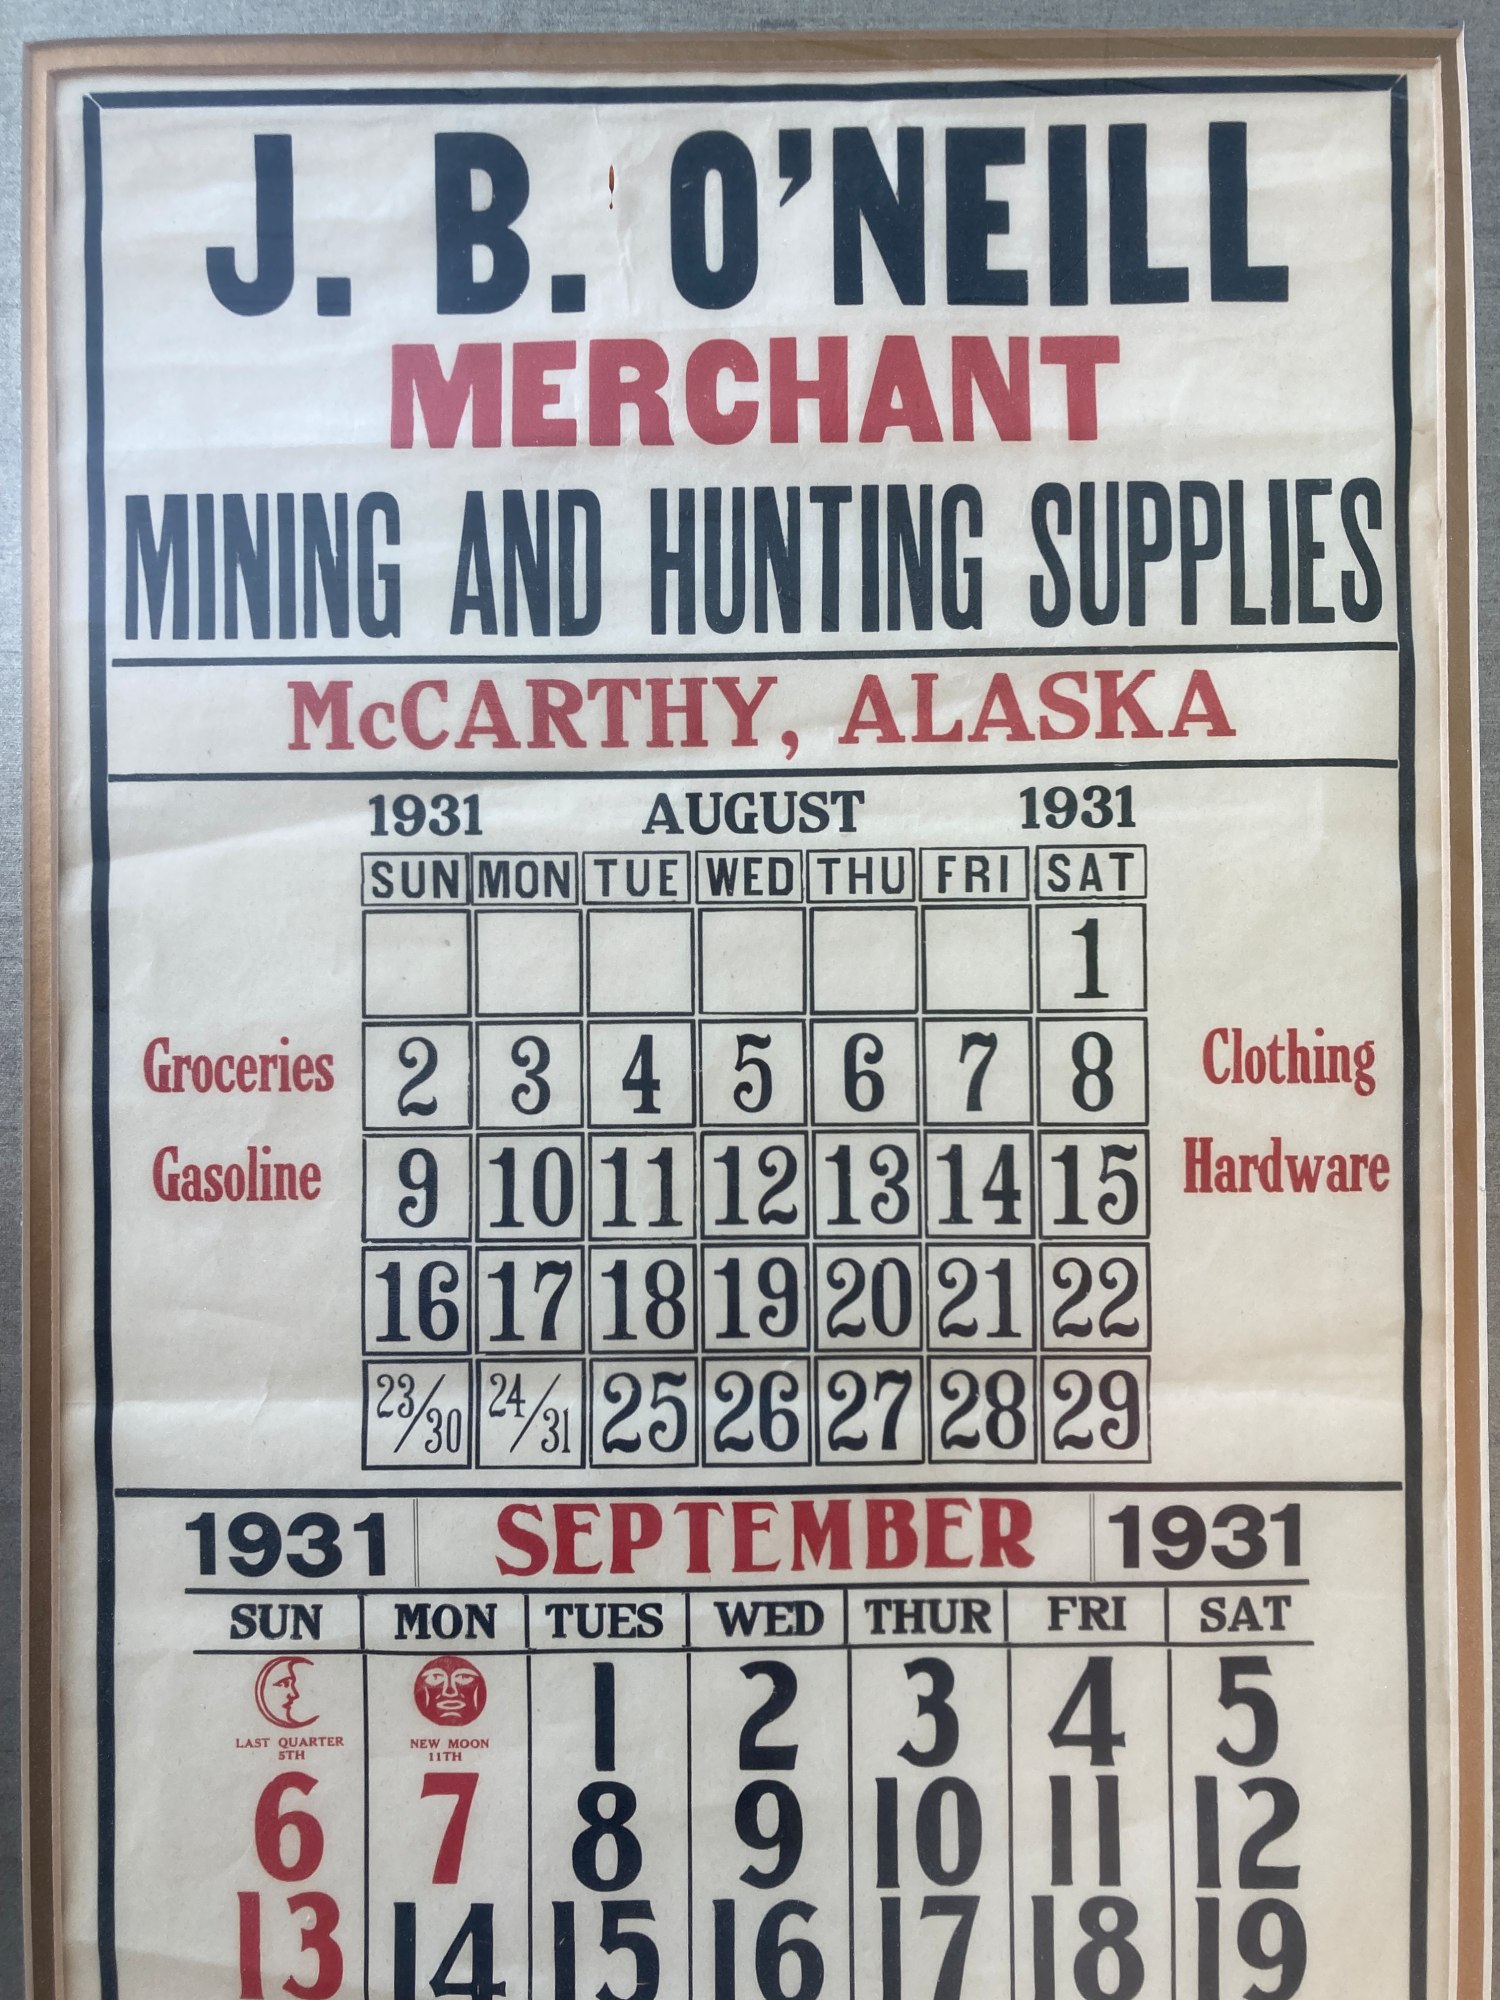 J. B. O'NEILL
MERCHANT
MINING AND HUNTING SUPPLIES
McCARTHY, ALASKA
1931 AUGUST 1931
SUN MON TUE WED THU FRI SAT
1
Groceries 2 3 4 5 6 7 8 Clothing
Gasoline 9 10 11 12 13 14 15 Hardware
16 17 18 19 20 21 22
23/30 24/31 25 26 27 28 29
1931 SEPTEMBER 1931
SUN MON TUES WED THUR FRI SAT
LAST QUARTER 5TH NEW MOON 11TH 1 2 3 4 5
6 7 8 9 10 11 12
13 14 15 16 17 18 19